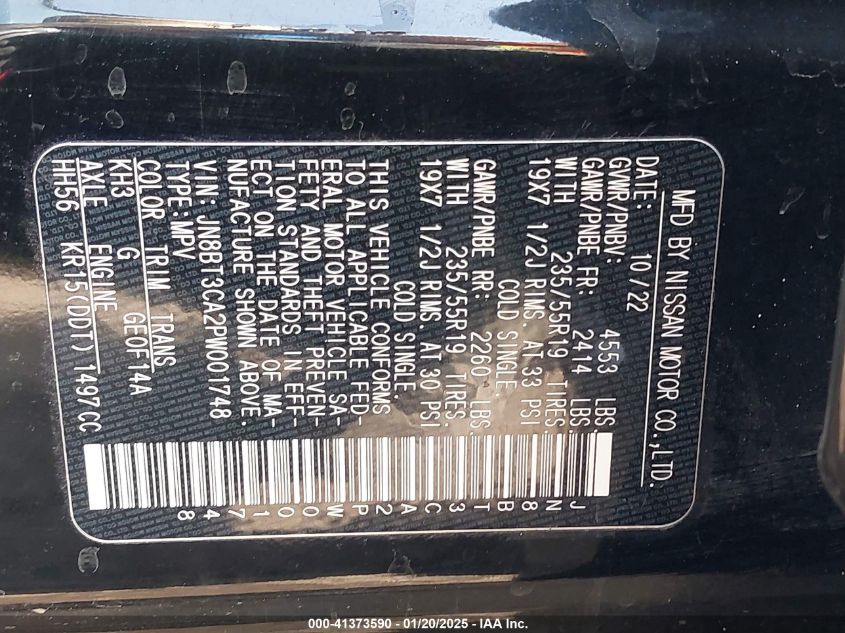 MFD BY NISSAN MOTOR CO.,LTD.
DATE: 10/22
GVWR/PNBV: 4553 LBS
GAWR/PNBE FR: 2414 LBS
WITH 235/55R19 TIRES
19X7 1/2J RIMS. AT 33 PSI
COLD SINGLE.
GAWR/PNBE RR: 2260 LBS.
WITH 235/55R19 TIRES.
19X7 1/2J RIMS. AT 30 PSI
COLD SINGLE.
THIS VEHICLE CONFORMS
TO ALL APPLICABLE FED-
ERAL MOTOR VEHICLE SA-
FETY AND THEFT PREVEN-
TION STANDARDS IN EFF-
ECT ON THE DATE OF MA-
NUFACTURE SHOWN ABOVE.
VIN: JN8BT3CA2PW001748
TYPE:MPV
COLOR TRIM TRANS
KH3 G GE0F14A
AXLE ENGINE
HH56 KR15(DDT) 1497CC
JN8BT3CA2PW001748
000-41373590 - 01/20/2025 - IAA Inc.